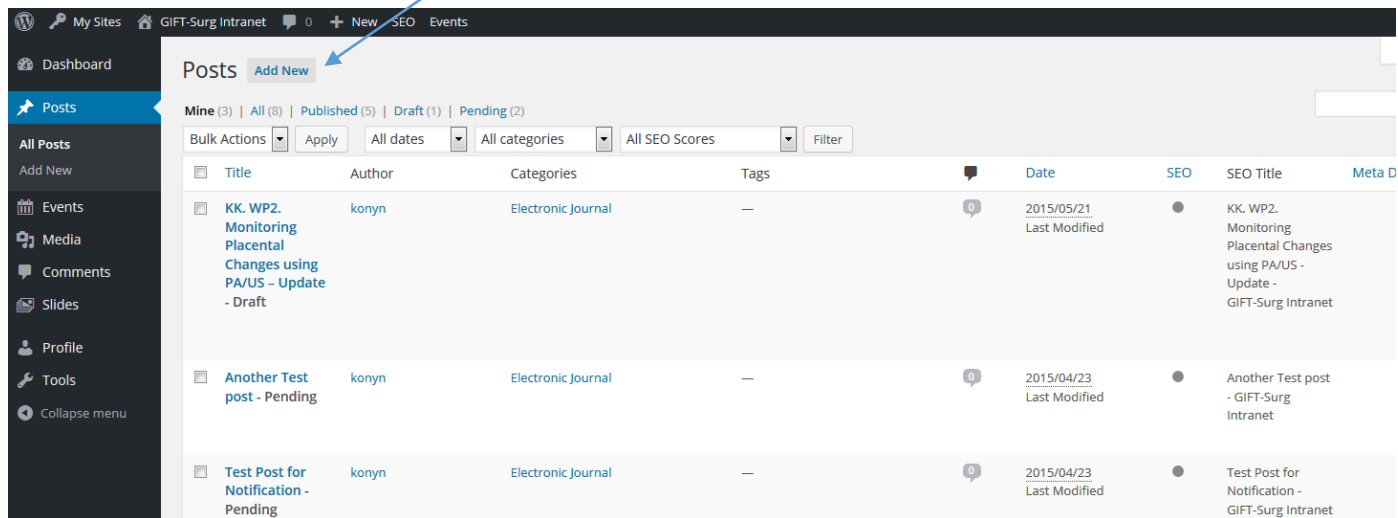 My Sites GIFT-Surg Intranet 0 + New SEO Events
Dashboard
Posts
All Posts
Add New
Events
Media
Comments
Slides
Profile
Tools
Collapse menu
Posts Add New
Mine (3) | All (8) | Published (5) | Draft (1) | Pending (2)
Bulk Actions Apply All dates All categories All SEO Scores Filter
Title Author Categories Tags Date SEO SEO Title Meta D
KK. WP2.
Monitoring
Placental
Changes using
PA/US – Update
- Draft
konyn
Electronic Journal
—
0
2015/05/21
Last Modified
KK. WP2.
Monitoring
Placental Changes
using PA/US -
Update -
GIFT-Surg Intranet
Another Test
post - Pending
konyn
Electronic Journal
—
0
2015/04/23
Last Modified
Another Test post
- GIFT-Surg
Intranet
Test Post for
Notification -
Pending
konyn
Electronic Journal
—
0
2015/04/23
Last Modified
Test Post for
Notification -
GIFT-Surg Intranet